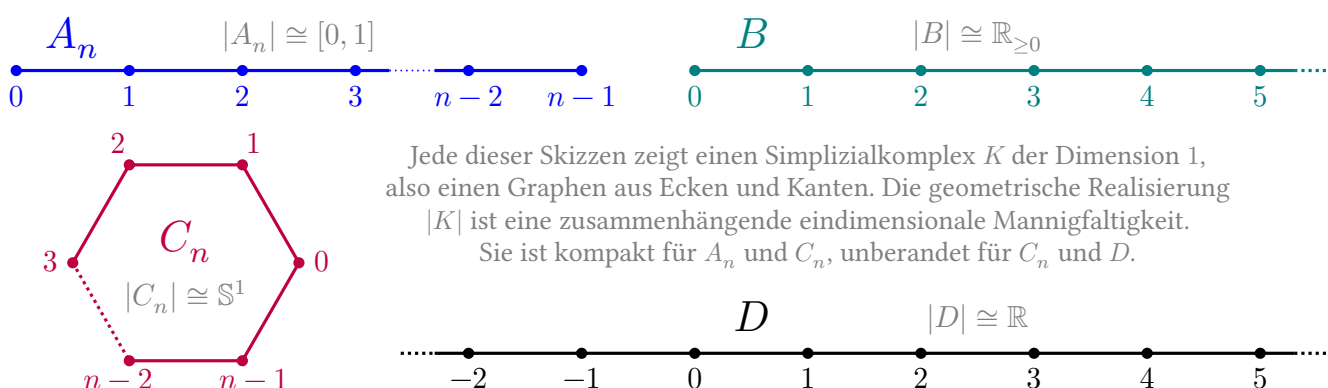 A_n |A_n| ≅ [0, 1]
0 1 2 3 n − 2 n − 1
B |B| ≅ ℝ_{≥0}
0 1 2 3 4 5
2 1
3 C_n 0
|C_n| ≅ 𝕊^1
n − 2 n − 1
Jede dieser Skizzen zeigt einen Simplizialkomplex K der Dimension 1,
also einen Graphen aus Ecken und Kanten. Die geometrische Realisierung
|K| ist eine zusammenhängende eindimensionale Mannigfaltigkeit.
Sie ist kompakt für A_n und C_n, unberandet für C_n und D.
D |D| ≅ ℝ
−2 −1 0 1 2 3 4 5